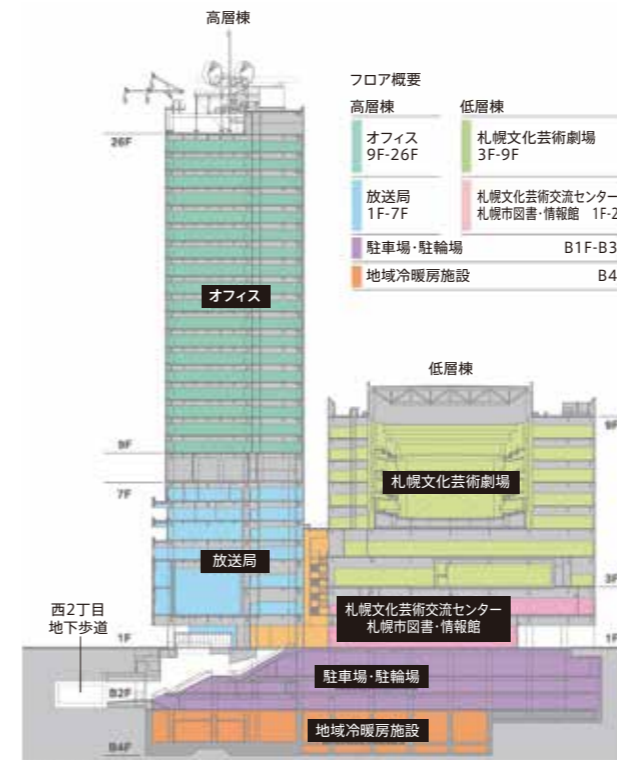 高層棟
フロア概要
高層棟
低層棟
オフィス
9F-26F
札幌文化芸術劇場
3F-9F
放送局
1F-7F
札幌文化芸術交流センター
札幌市図書・情報館 1F-2
駐車場・駐輪場 B1F-B3
地域冷暖房施設 B4
26F
オフィス
低層棟
9F
9F
札幌文化芸術劇場
7F
放送局
3F
西2丁目
地下歩道
札幌文化芸術交流センター
札幌市図書・情報館
1F
1F
駐車場・駐輪場
B2F
地域冷暖房施設
B4F